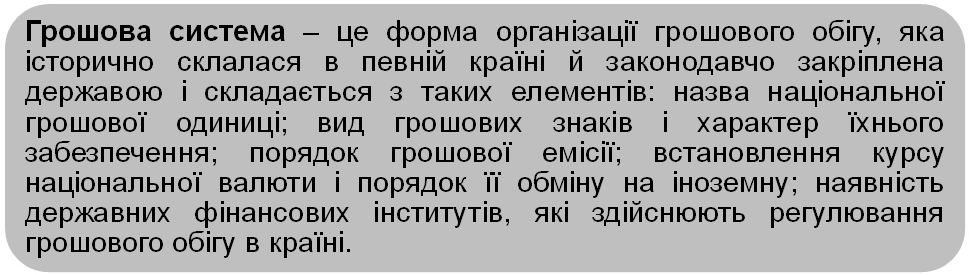 Грошова система – це форма організації грошового обігу, яка
історично склалася в певній країні й законодавчо закріплена
державою і складається з таких елементів: назва національної
грошової одиниці; вид грошових знаків і характер їхнього
забезпечення; порядок грошової емісії; встановлення курсу
національної валюти і порядок її обміну на іноземну; наявність
державних фінансових інститутів, які здійснюють регулювання
грошового обігу в країні.